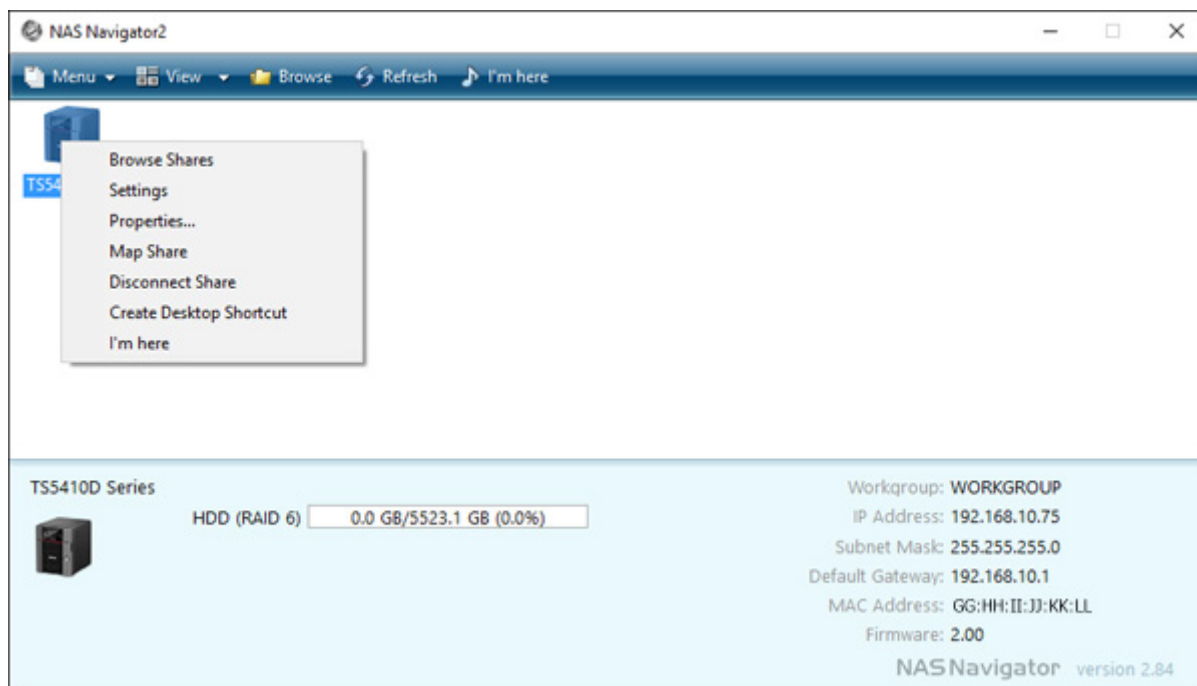 NAS Navigator2
Menu View Browse Refresh I'm here
TS54
Browse Shares
Settings
Properties...
Map Share
Disconnect Share
Create Desktop Shortcut
I'm here
TS5410D Series
HDD (RAID 6) 0.0 GB/5523.1 GB (0.0%)
Workgroup: WORKGROUP
IP Address: 192.168.10.75
Subnet Mask: 255.255.255.0
Default Gateway: 192.168.10.1
MAC Address: GG:HH:II:JJ:KK:LL
Firmware: 2.00
NAS Navigator version 2.84